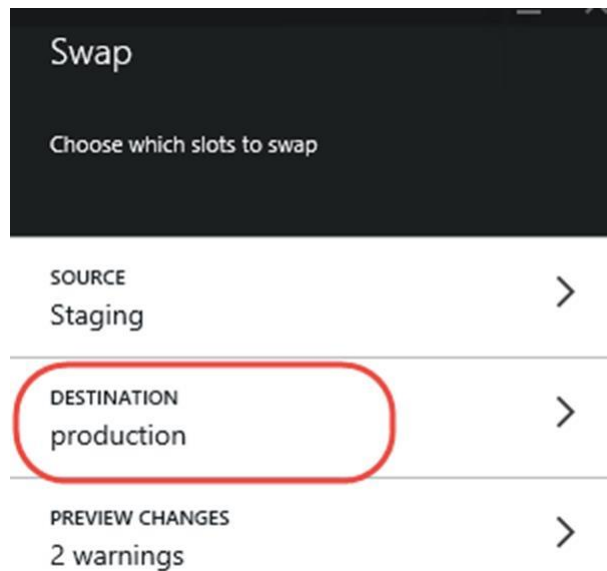 Swap
Choose which slots to swap
SOURCE
Staging
DESTINATION
production
PREVIEW CHANGES
2 warnings